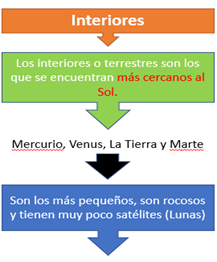 Interiores
Los interiores o terrestres son los
que se encuentran más cercanos al
Sol.
Mercurio, Venus, La Tierra y Marte
Son los más pequeños, son rocosos
y tienen muy poco satélites (Lunas)